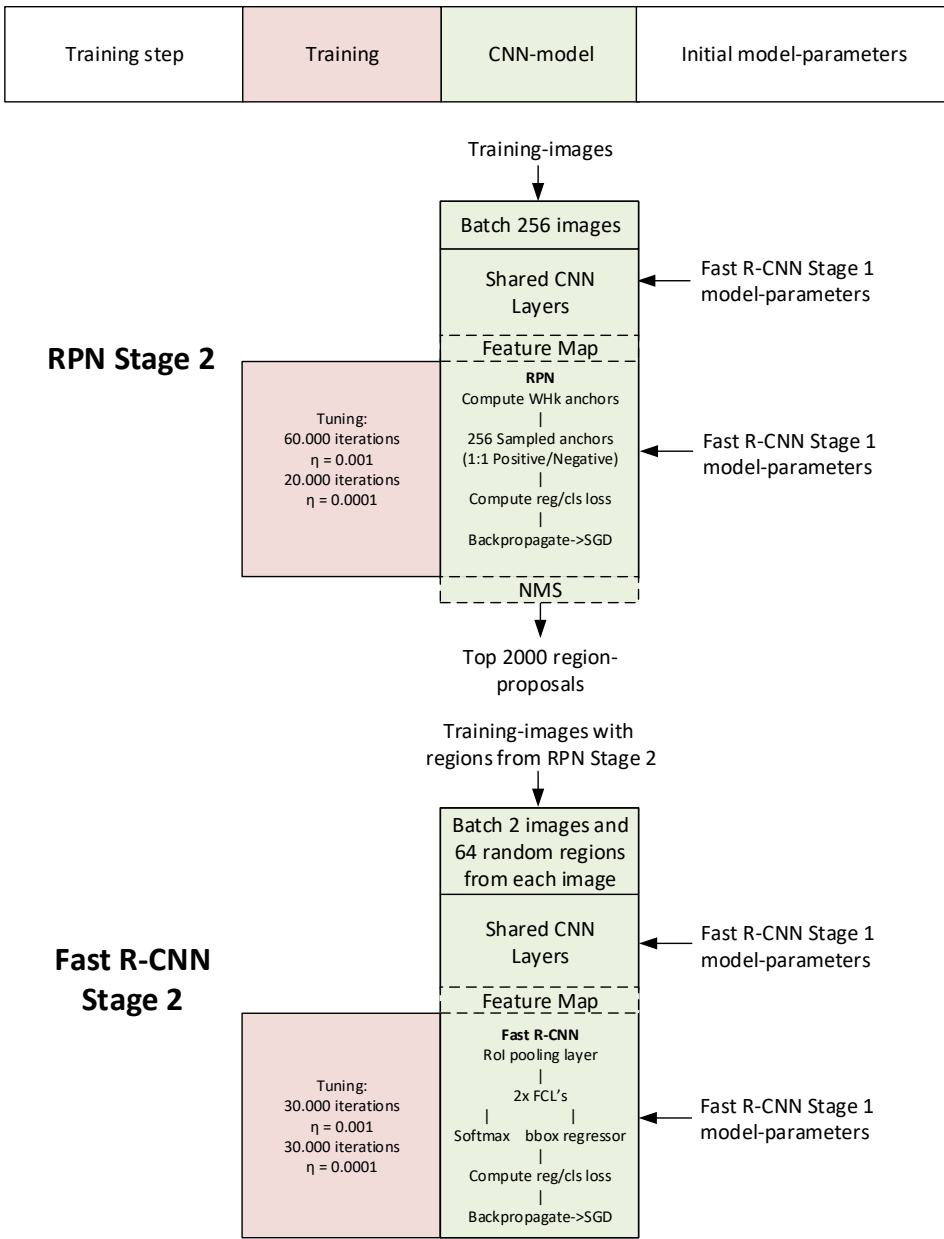 Training step
Training
CNN-model
Initial model-parameters
Training-images
Batch 256 images
Shared CNN
Layers
Fast R-CNN Stage 1
model-parameters
RPN Stage 2
Feature Map
Tuning:
60.000 iterations
η = 0.001
20.000 iterations
η = 0.0001
RPN
Compute WHk anchors
|
256 Sampled anchors
(1:1 Positive/Negative)
|
Compute reg/cls loss
|
Backpropagate->SGD
Fast R-CNN Stage 1
model-parameters
NMS
Top 2000 region-
proposals
Training-images with
regions from RPN Stage 2
Batch 2 images and
64 random regions
from each image
Shared CNN
Layers
Fast R-CNN Stage 1
model-parameters
Fast R-CNN
Stage 2
Feature Map
Tuning:
30.000 iterations
η = 0.001
30.000 iterations
η = 0.0001
Fast R-CNN
RoI pooling layer
|
2x FCL's
| |
Softmax bbox regressor
|
Compute reg/cls loss
|
Backpropagate->SGD
Fast R-CNN Stage 1
model-parameters